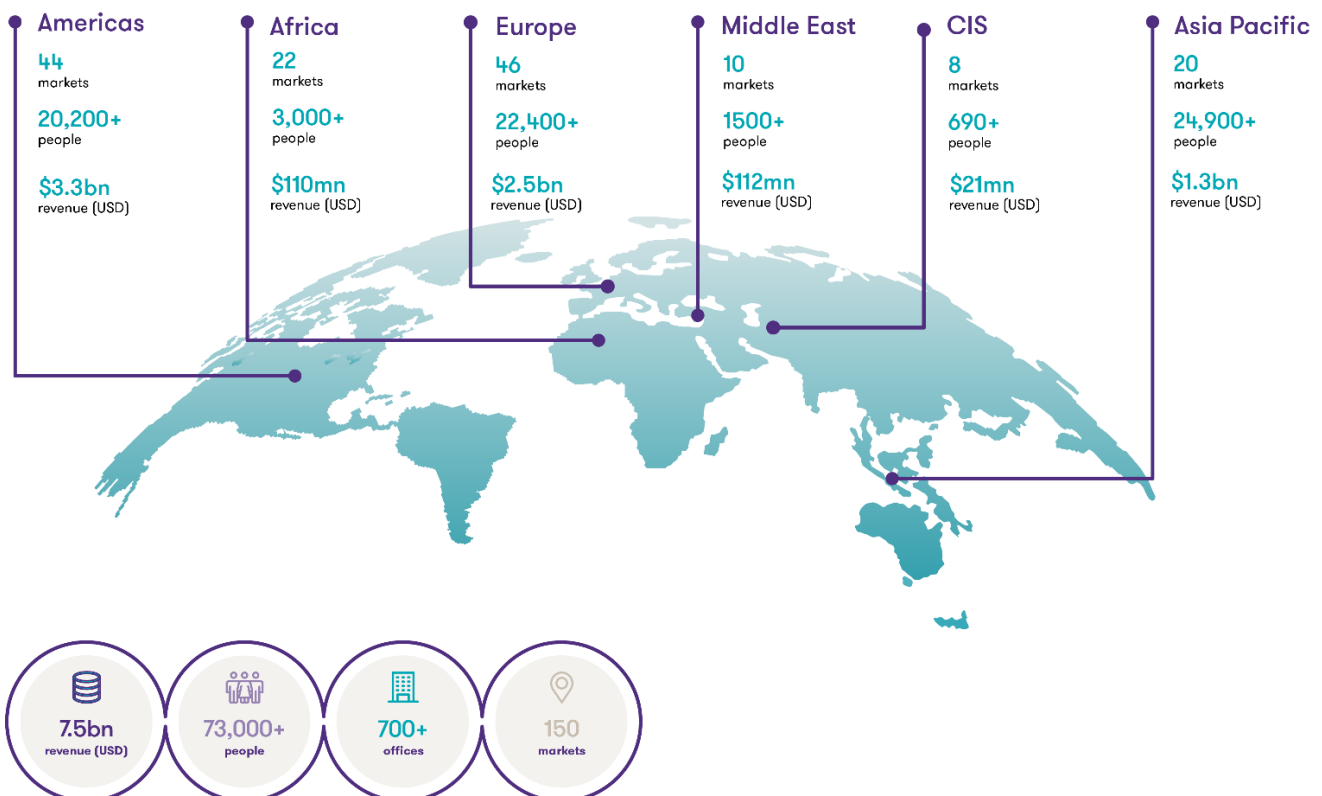 Americas
44
markets
20,200+
people
$3.3bn
revenue (USD)
Africa
22
markets
3,000+
people
$110mn
revenue (USD)
Europe
46
markets
22,400+
people
$2.5bn
revenue (USD)
Middle East
10
markets
1500+
people
$112mn
revenue (USD)
CIS
8
markets
690+
people
$21mn
revenue (USD)
Asia Pacific
20
markets
24,900+
people
$1.3bn
revenue (USD)
7.5bn
revenue (USD)
73,000+
people
700+
offices
150
markets